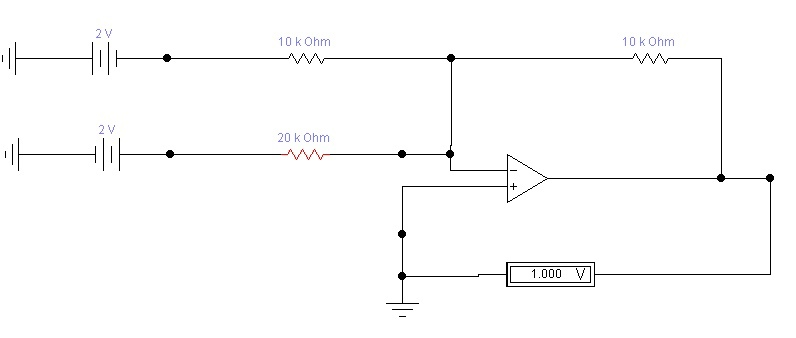 2 V
10 k Ohm
10 k Ohm
2 V
20 k Ohm
−
+
1.000 V